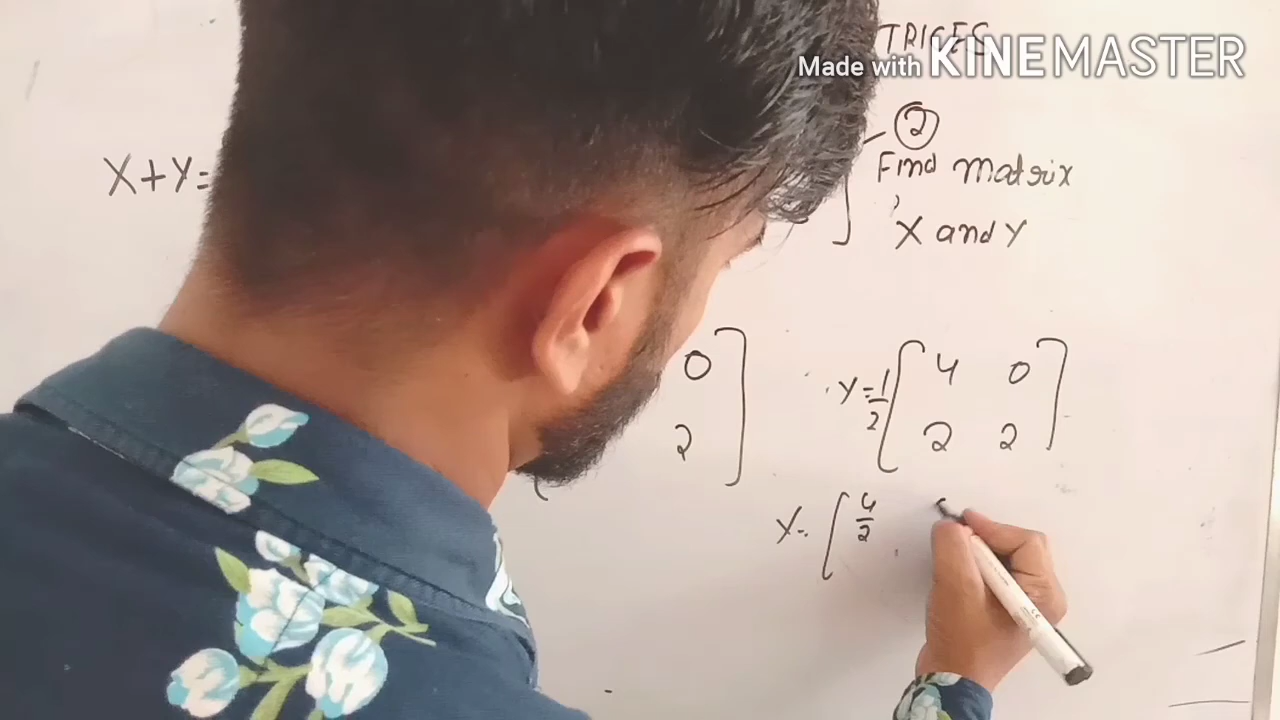 TRICES
Made with KINEMASTER
②
X+Y=
Find matrix
X and Y
0
2
Y=1/2 [ 4 0
2 2 ]
Y= [ 4/2